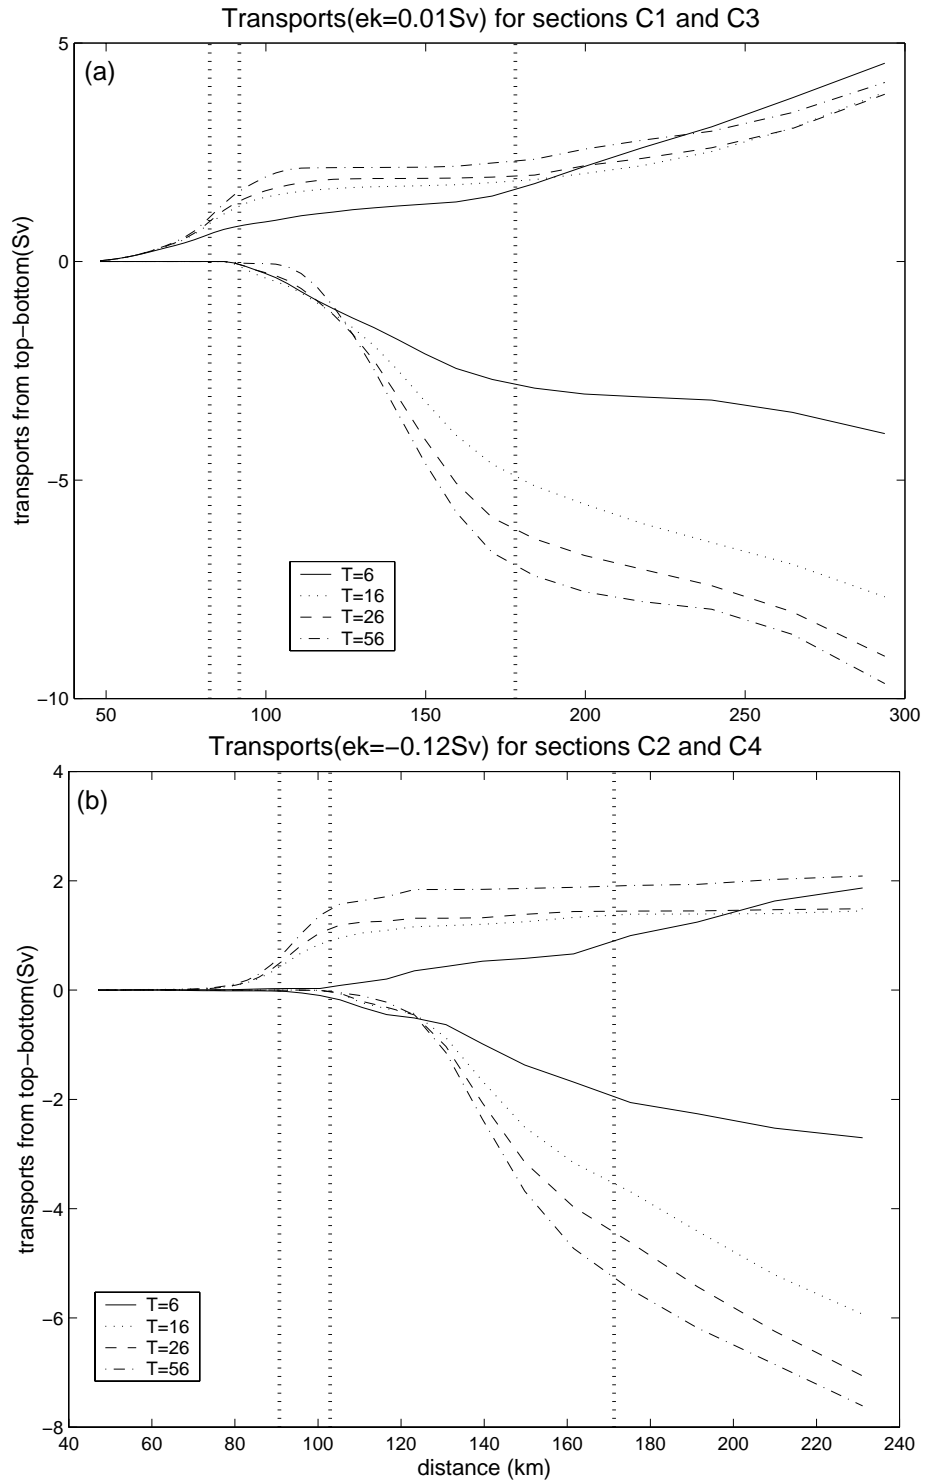 Transports(ek=0.01Sv) for sections C1 and C3
(a)
transports from top−bottom(Sv)
5
0
−5
−10
T=6
T=16
T=26
T=56
50 100 150 200 250 300
Transports(ek=−0.12Sv) for sections C2 and C4
(b)
transports from top−bottom(Sv)
4
2
0
−2
−4
−6
−8
T=6
T=16
T=26
T=56
40 60 80 100 120 140 160 180 200 220 240
distance (km)